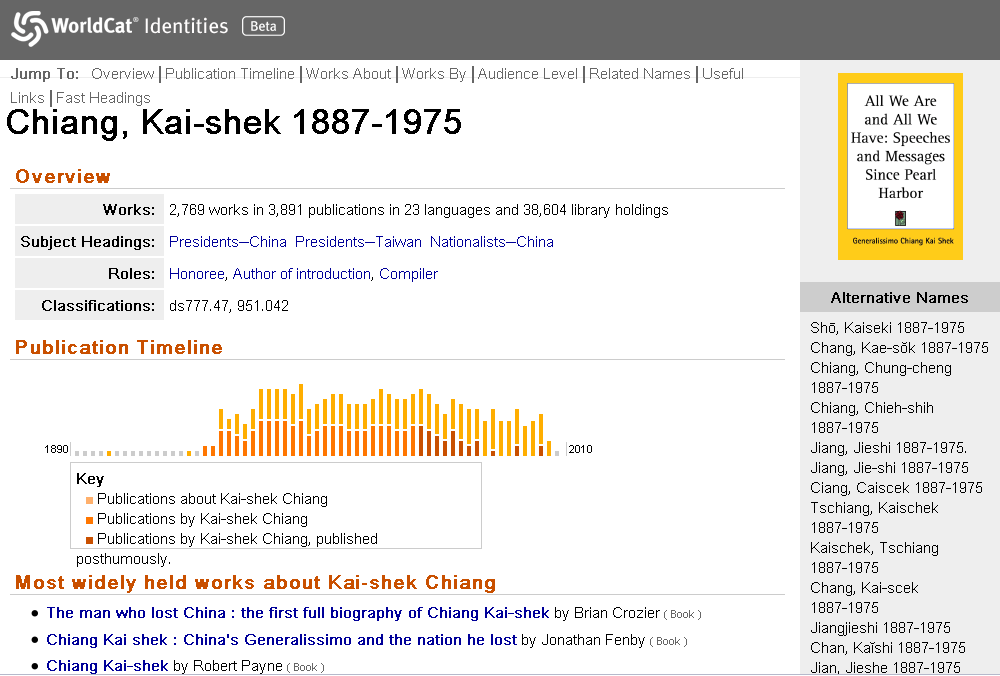 WorldCat® Identities Beta
Jump To: Overview | Publication Timeline | Works About | Works By | Audience Level | Related Names | Useful
Links | Fast Headings
Chiang, Kai-shek 1887-1975
Overview
Works: 2,769 works in 3,891 publications in 23 languages and 38,604 library holdings
Subject Headings: Presidents—China Presidents—Taiwan Nationalists—China
Roles: Honoree, Author of introduction, Compiler
Classifications: ds777.47, 951.042
Publication Timeline
1890 2010
Key
Publications about Kai-shek Chiang
Publications by Kai-shek Chiang
Publications by Kai-shek Chiang, published
posthumously.
Most widely held works about Kai-shek Chiang
• The man who lost China : the first full biography of Chiang Kai-shek by Brian Crozier ( Book )
• Chiang Kai shek : China's Generalissimo and the nation he lost by Jonathan Fenby ( Book )
• Chiang Kai-shek by Robert Payne ( Book )
All We Are
and All We
Have: Speeches
and Messages
Since Pearl
Harbor
Generalissimo Chiang Kai Shek
Alternative Names
Shō, Kaiseki 1887-1975
Chang, Kae-sŏk 1887-1975
Chiang, Chung-cheng
1887-1975
Chiang, Chieh-shih
1887-1975
Jiang, Jieshi 1887-1975.
Jiang, Jie-shi 1887-1975
Ciang, Caiscek 1887-1975
Tschiang, Kaischek
1887-1975
Kaischek, Tschiang
1887-1975
Chang, Kai-scek
1887-1975
Jiangjieshi 1887-1975
Chan, Kaĭshi 1887-1975
Jian, Jieshe 1887-1975